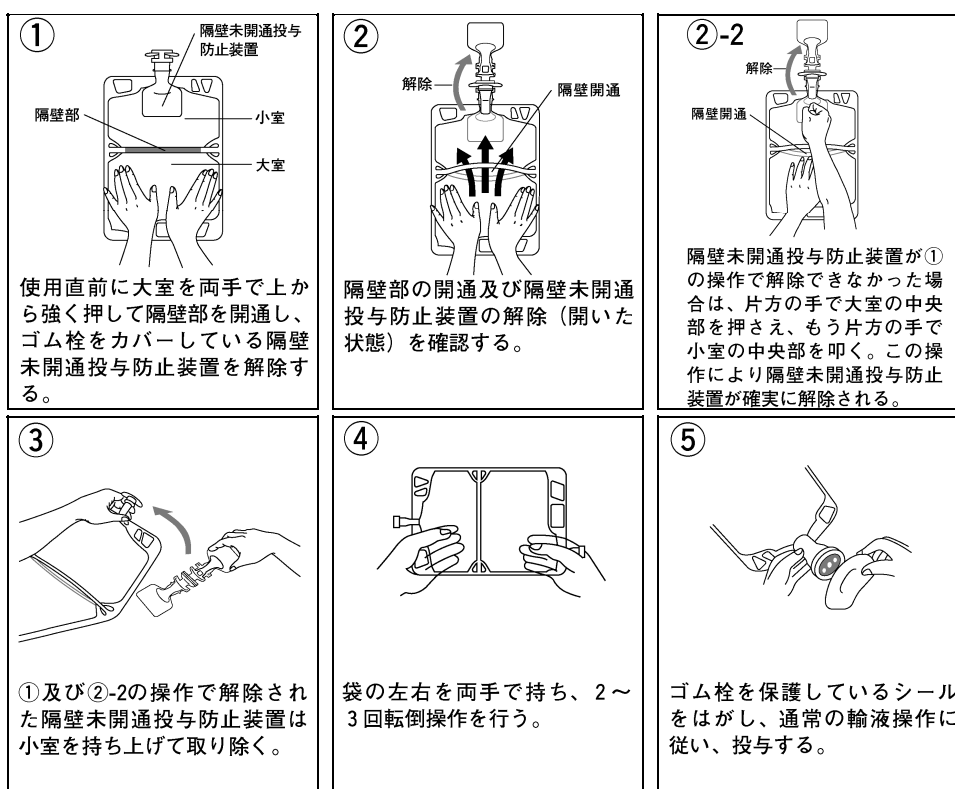 ①
隔壁未開通投与
防止装置
隔壁部
小室
大室
使用直前に大室を両手で上か
ら強く押して隔壁部を開通し、
ゴム栓をカバーしている隔壁
未開通投与防止装置を解除す
る。
②
解除
隔壁開通
隔壁部の開通及び隔壁未開通
投与防止装置の解除（開いた
状態）を確認する。
②-2
解除
隔壁開通
隔壁未開通投与防止装置が①
の操作で解除できなかった場
合は、片方の手で大室の中央
部を押さえ、もう片方の手で
小室の中央部を叩く。この操
作により隔壁未開通投与防止
装置が確実に解除される。
③
①及び②-2の操作で解除され
た隔壁未開通投与防止装置は
小室を持ち上げて取り除く。
④
袋の左右を両手で持ち、2～
3回転倒操作を行う。
⑤
ゴム栓を保護しているシール
をはがし、通常の輸液操作に
従い、投与する。